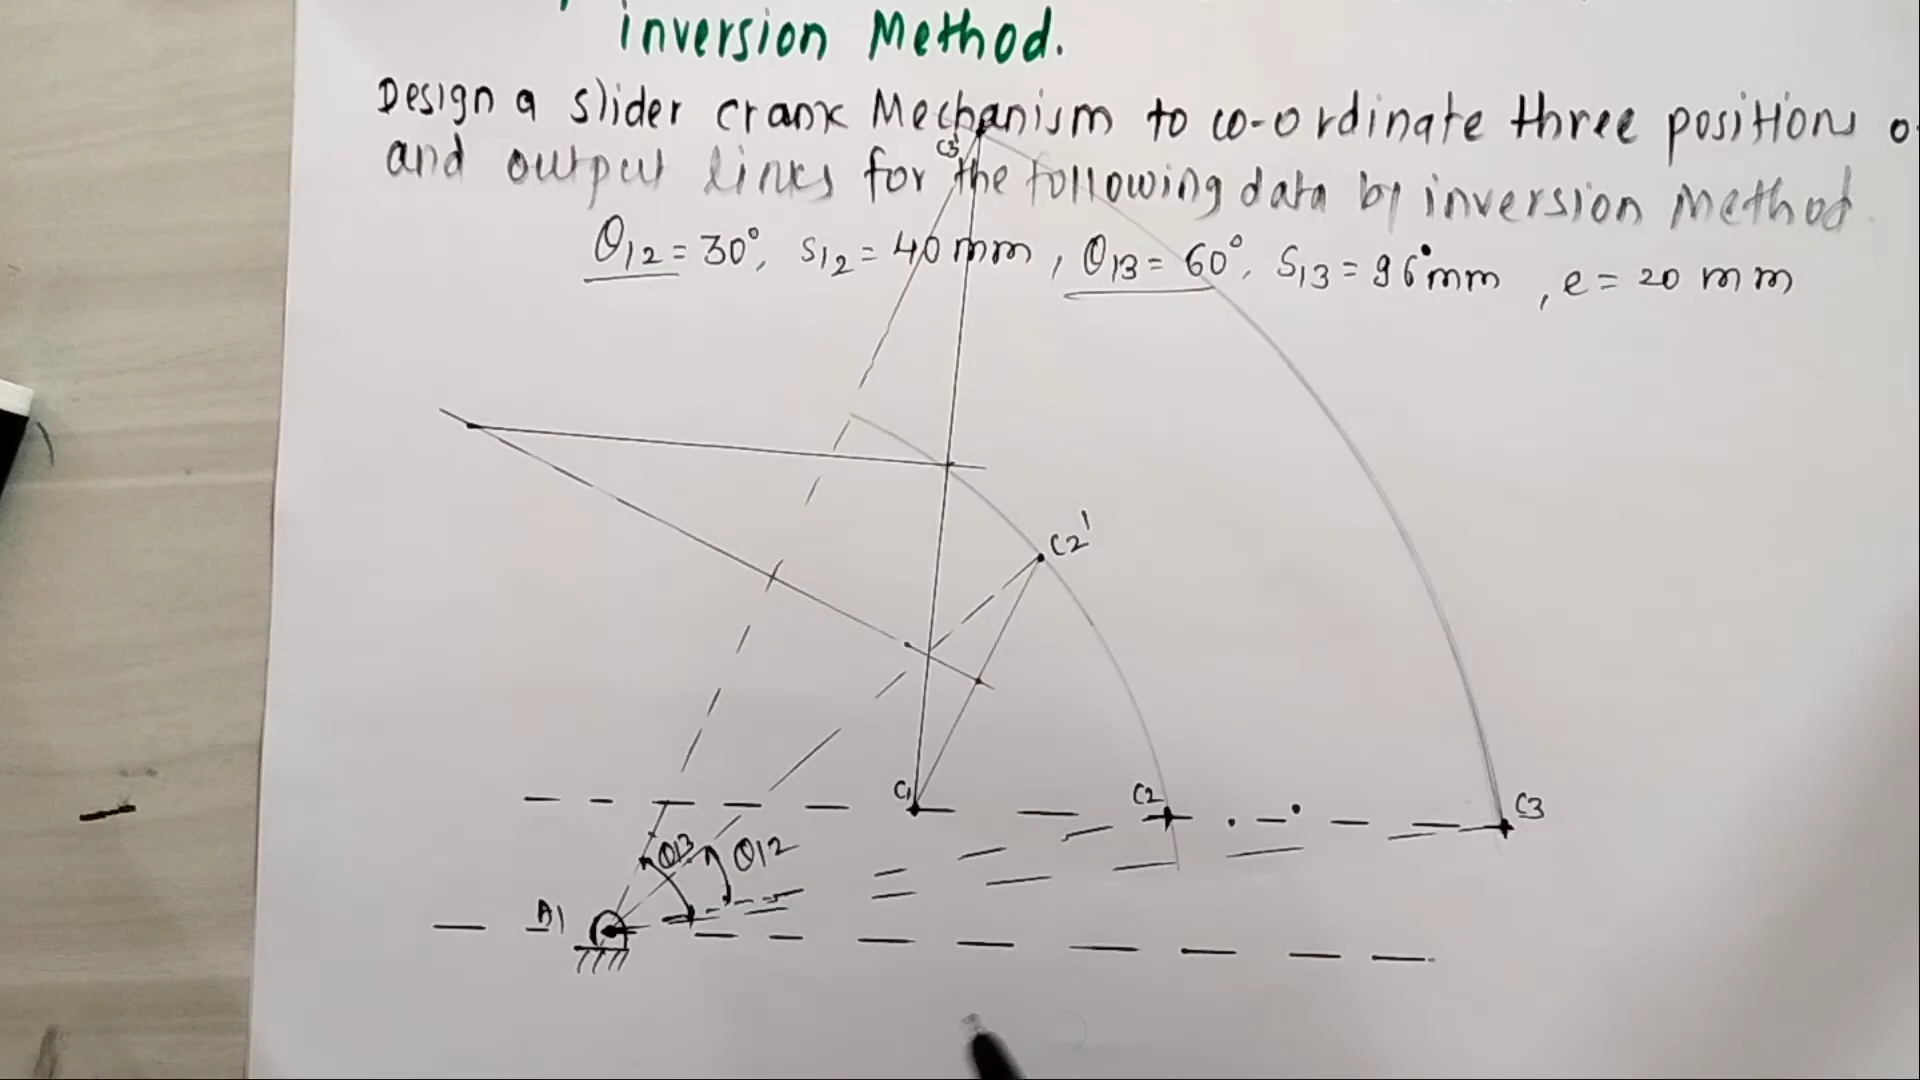 inversion Method.
Design a slider crank Mechanism to co-ordinate three positions o
and output links for the following data by inversion Method.
θ12 = 30°, S12 = 40 mm, θ13 = 60°, S13 = 96 mm, e = 20 mm
C3'
C2'
C1
C2
C3
θ13
θ12
A1